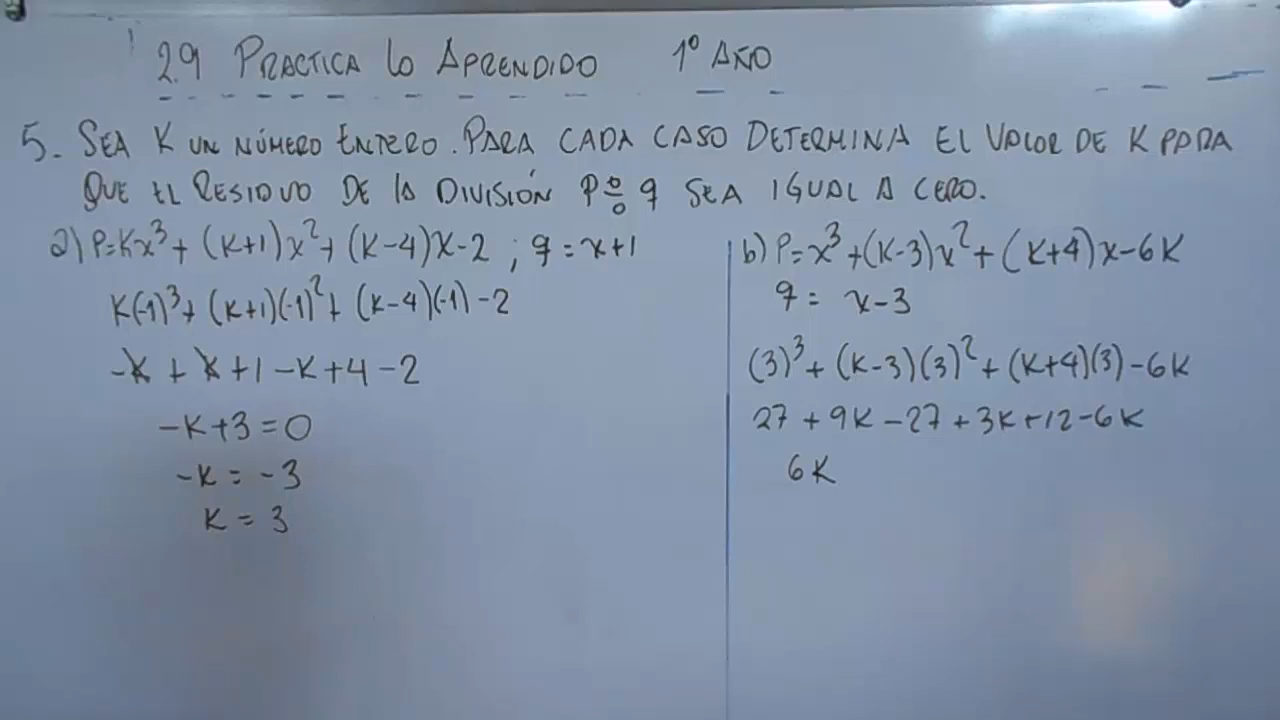 2.9 PRACTICA LO APRENDIDO 1º AÑO
5. SEA K UN NÚMERO ENTERO. PARA CADA CASO DETERMINA EL VALOR DE K PARA
QUE EL RESIDUO DE LA DIVISIÓN P÷q SEA IGUAL A CERO.
a) P=Kx³+(K+1)x²+(K-4)x-2 ; q=x+1
K(-1)³+(K+1)(-1)²+(K-4)(-1)-2
-K+K+1-K+4-2
-K+3=0
-K=-3
K=3
b) P=x³+(K-3)x²+(K+4)x-6K
q= x-3
(3)³+(K-3)(3)²+(K+4)(3)-6K
27+9K-27+3K+12-6K
6K